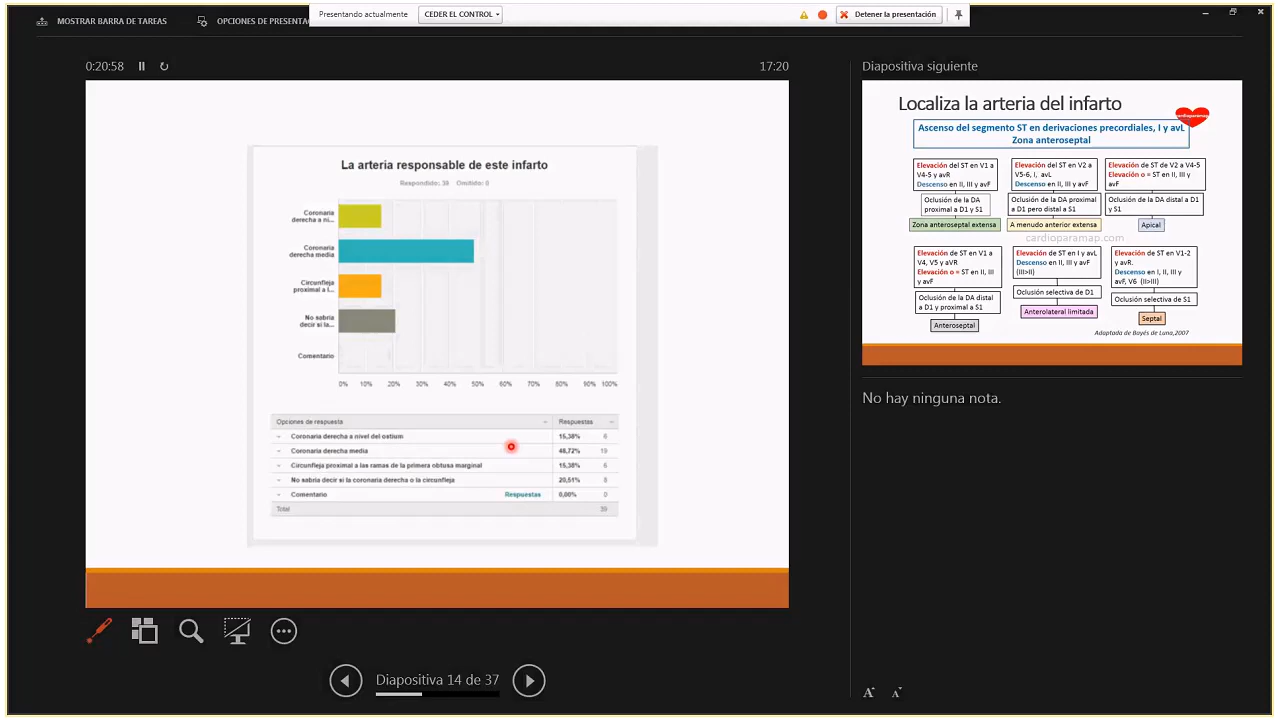 MOSTRAR BARRA DE TAREAS
OPCIONES DE PRESENTA
Presentando actualmente
CEDER EL CONTROL
Detener la presentación
0:20:58
17:20
La arteria responsable de este infarto
Respondido: 39 Omitido: 0
Coronaria
derecha a ni...
Coronaria
derecha media
Circunfleja
proximal a l...
No sabría
decir si la...
Comentario
0% 10% 20% 30% 40% 50% 60% 70% 80% 90% 100%
Opciones de respuesta Respuestas
Coronaria derecha a nivel del ostium 15,38% 6
Coronaria derecha media 48,72% 19
Circunfleja proximal a las ramas de la primera obtusa marginal 15,38% 6
No sabría decir si la coronaria derecha o la circunfleja 20,51% 8
Comentario Respuestas 0,00% 0
Total 39
Diapositiva 14 de 37
Diapositiva siguiente
Localiza la arteria del infarto
cardioparamap
Ascenso del segmento ST en derivaciones precordiales, I y avL
Zona anteroseptal
Elevación del ST en V1 a
V4-5 y avR
Descenso en II, III y avF
Oclusión de la DA
proximal a D1 y S1
Zona anteroseptal extensa
Elevación del ST en V2 a
V5-6, I, avL
Descenso en II, III y avF
Oclusión de la DA proximal
a D1 pero distal a S1
A menudo anterior extensa
Elevación de ST de V2 a V4-5
Elevación o = ST en II, III y
avF
Oclusión de la DA distal a D1
y S1
Apical
cardioparamap.com
Elevación de ST en V1 a
V4, V5 y aVR
Elevación o = ST en II, III
y avF
Oclusión de la DA distal
a D1 y proximal a S1
Anteroseptal
Elevación de ST en I y avL
Descenso en II, III y avF
(III>II)
Oclusión selectiva de D1
Anterolateral limitada
Elevación de ST en V1-2
y avR.
Descenso en I, II, III y
avF, V6 (II>III)
Oclusión selectiva de S1
Septal
Adaptada de Bayés de Luna,2007
No hay ninguna nota.
A A